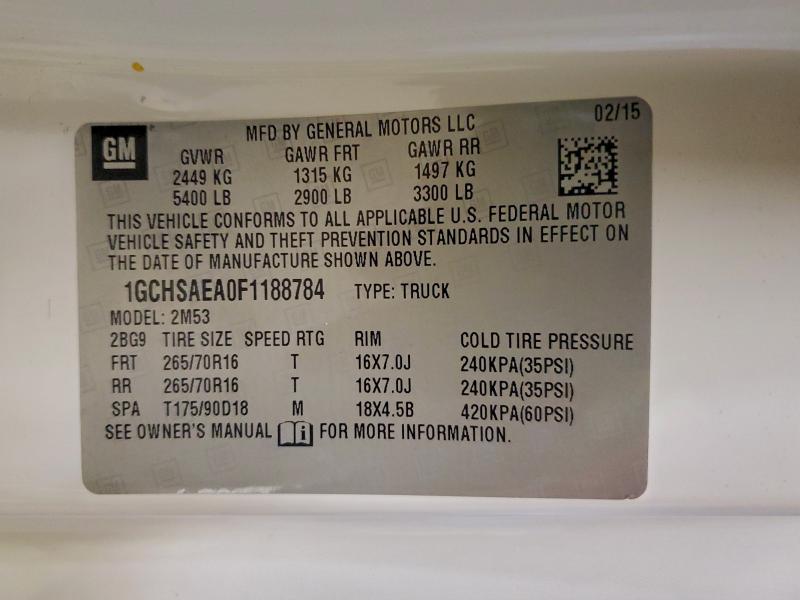 02/15
GM
MFD BY GENERAL MOTORS LLC
GVWR GAWR FRT GAWR RR
2449 KG 1315 KG 1497 KG
5400 LB 2900 LB 3300 LB
THIS VEHICLE CONFORMS TO ALL APPLICABLE U.S. FEDERAL MOTOR
VEHICLE SAFETY AND THEFT PREVENTION STANDARDS IN EFFECT ON
THE DATE OF MANUFACTURE SHOWN ABOVE.
1GCHSAEA0F1188784 TYPE: TRUCK
MODEL: 2M53
2BG9 TIRE SIZE SPEED RTG RIM COLD TIRE PRESSURE
FRT 265/70R16 T 16X7.0J 240KPA(35PSI)
RR 265/70R16 T 16X7.0J 240KPA(35PSI)
SPA T175/90D18 M 18X4.5B 420KPA(60PSI)
SEE OWNER'S MANUAL i FOR MORE INFORMATION.